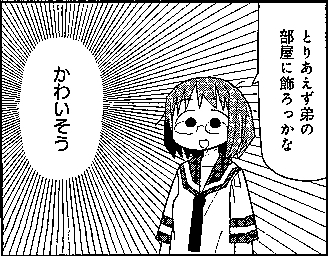 とりあえず弟の
部屋に飾ろっかな
かわいそう